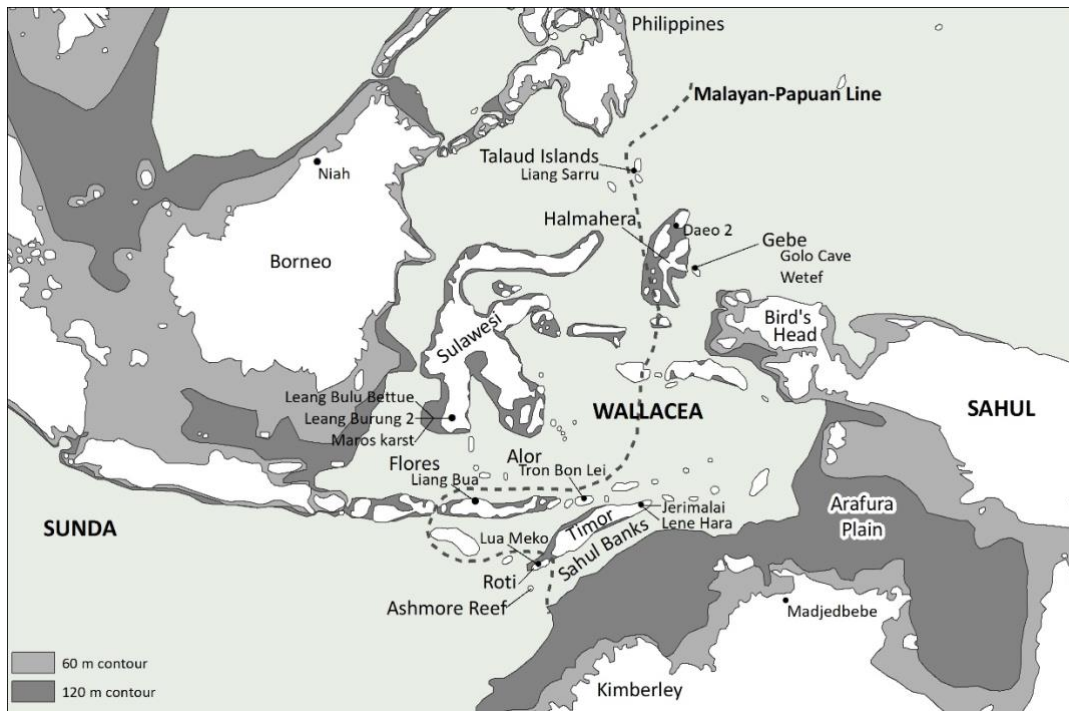 Philippines
Malayan-Papuan Line
Talaud Islands
Liang Sarru
Niah
Halmahera
Daeo 2
Gebe
Golo Cave
Wetef
Borneo
Bird's
Head
Sulawesi
Leang Bulu Bettue
Leang Burung 2
Maros karst
WALLACEA
SAHUL
Flores
Liang Bua
Alor
Tron Bon Lei
Jerimalai
Lene Hara
Arafura
Plain
SUNDA
Timor
Sahul Banks
Lua Meko
Roti
Ashmore Reef
Madjedbebe
60 m contour
120 m contour
Kimberley